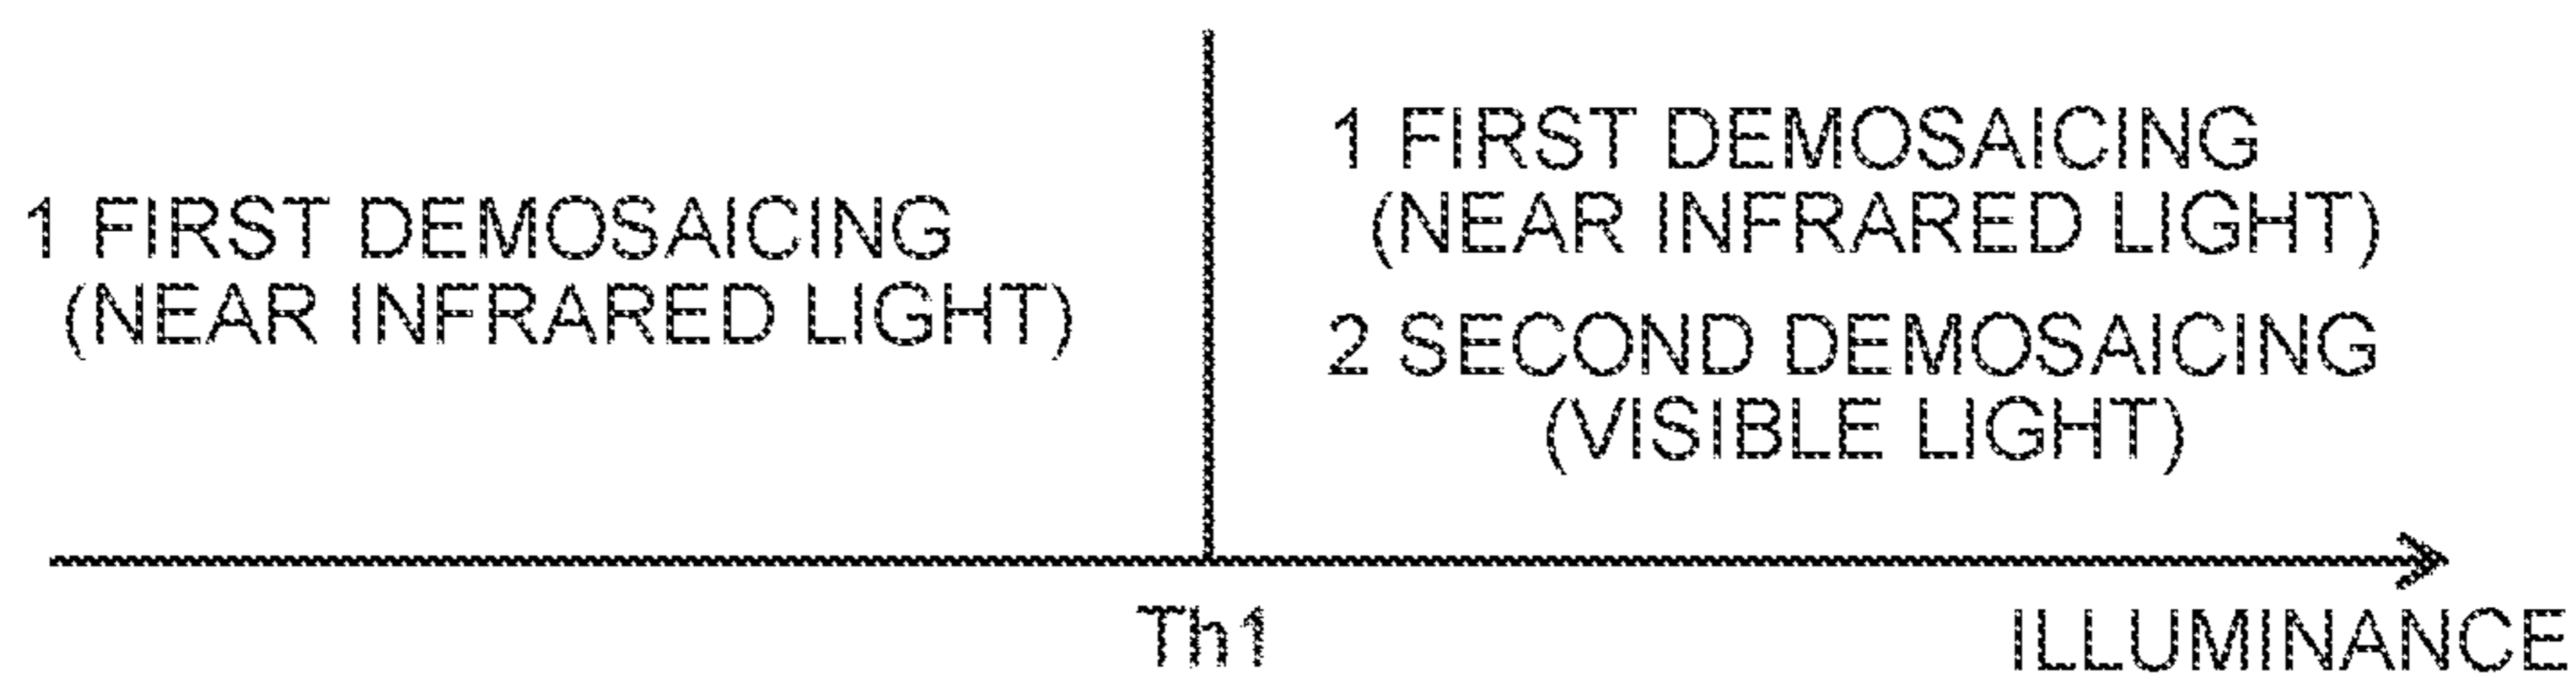 1 FIRST DEMOSAICING
(NEAR INFRARED LIGHT)
1 FIRST DEMOSAICING
(NEAR INFRARED LIGHT)
2 SECOND DEMOSAICING
(VISIBLE LIGHT)
Th1
ILLUMINANCE